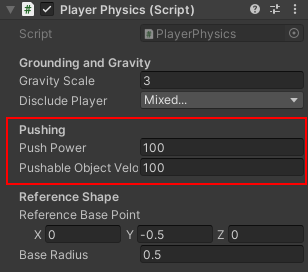 Player Physics (Script)
Script PlayerPhysics
Grounding and Gravity
Gravity Scale 3
Disclude Player Mixed...
Pushing
Push Power 100
Pushable Object Velo 100
Reference Shape
Reference Base Point
X 0 Y -0.5 Z 0
Base Radius 0.5